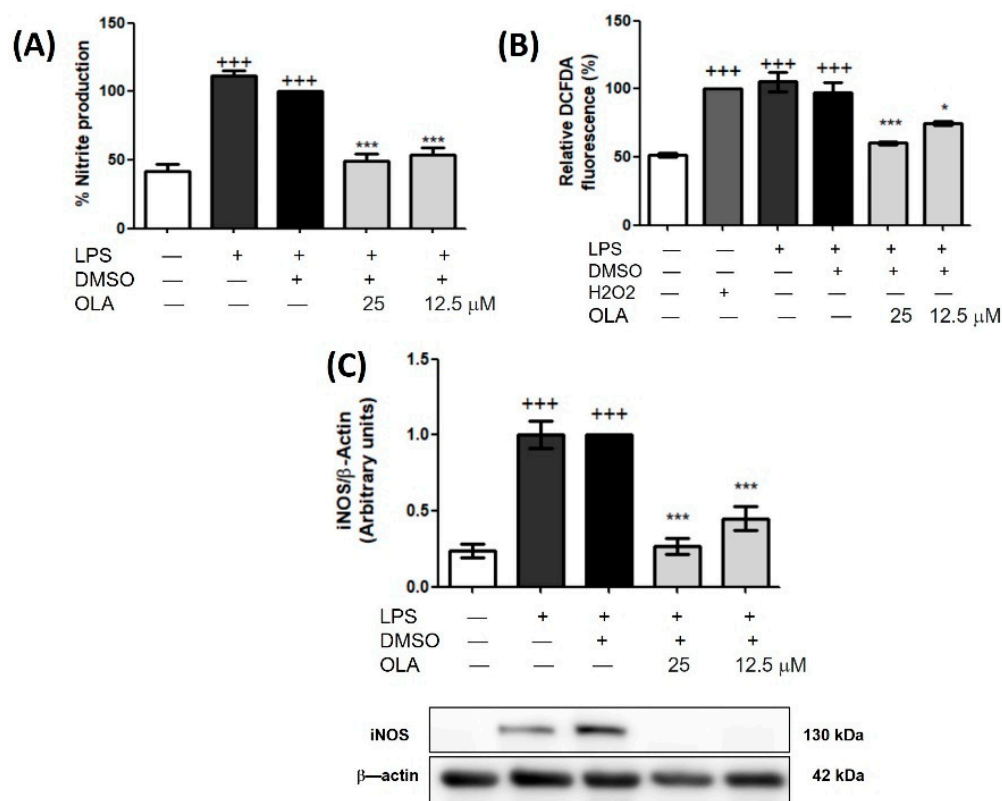 (A)
150
100
50
0
% Nitrite production
+++ +++ *** ***
LPS — + + + +
DMSO — — + + +
OLA — — — 25 12.5 μM
(B)
150
100
50
0
Relative DCFDA
fluorescence (%)
+++ +++ +++ *** *
LPS — — + + + +
DMSO — — — + + +
H2O2 — + — — — —
OLA — — — — 25 12.5 μM
(C)
1.5
1.0
0.5
0.0
iNOS/β-Actin
(Arbitrary units)
+++ +++ *** ***
LPS — + + + +
DMSO — — + + +
OLA — — — 25 12.5 μM
iNOS 130 kDa
β—actin 42 kDa